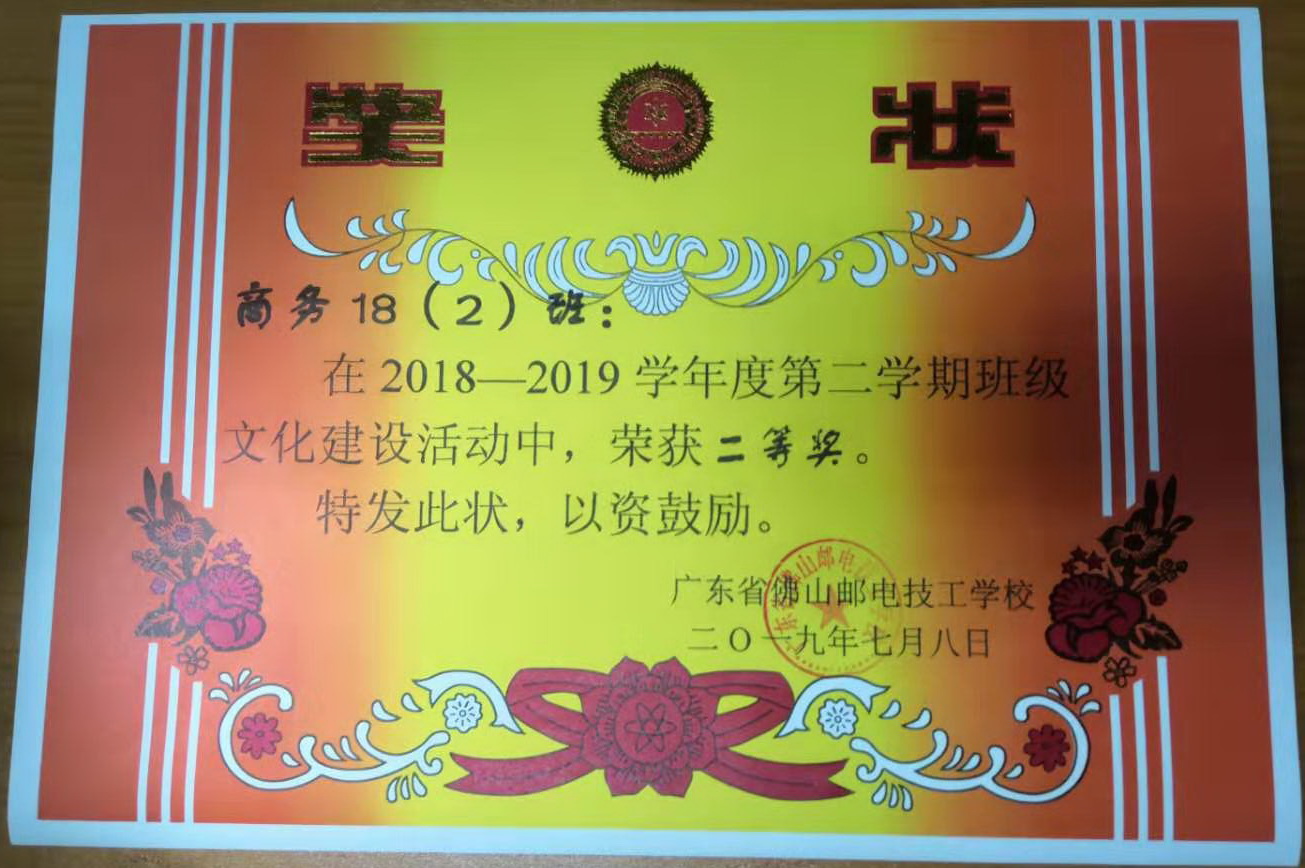 奖 状
商务18（2）班：
在2018—2019学年度第二学期班级
文化建设活动中，荣获二等奖。
特发此状，以资鼓励。
广东省佛山邮电技工学校
二O一九年七月八日